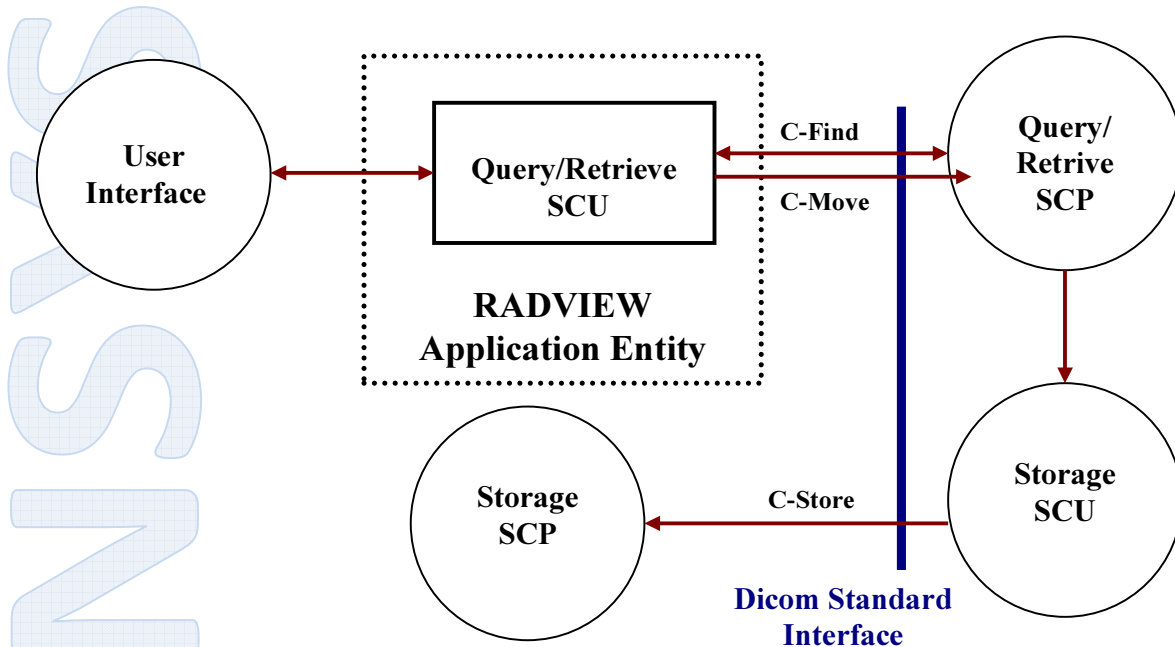 User
Interface
Query/Retrieve
SCU
RADVIEW
Application Entity
C-Find
C-Move
Query/
Retrive
SCP
Storage
SCU
C-Store
Storage
SCP
Dicom Standard
Interface
NSYS